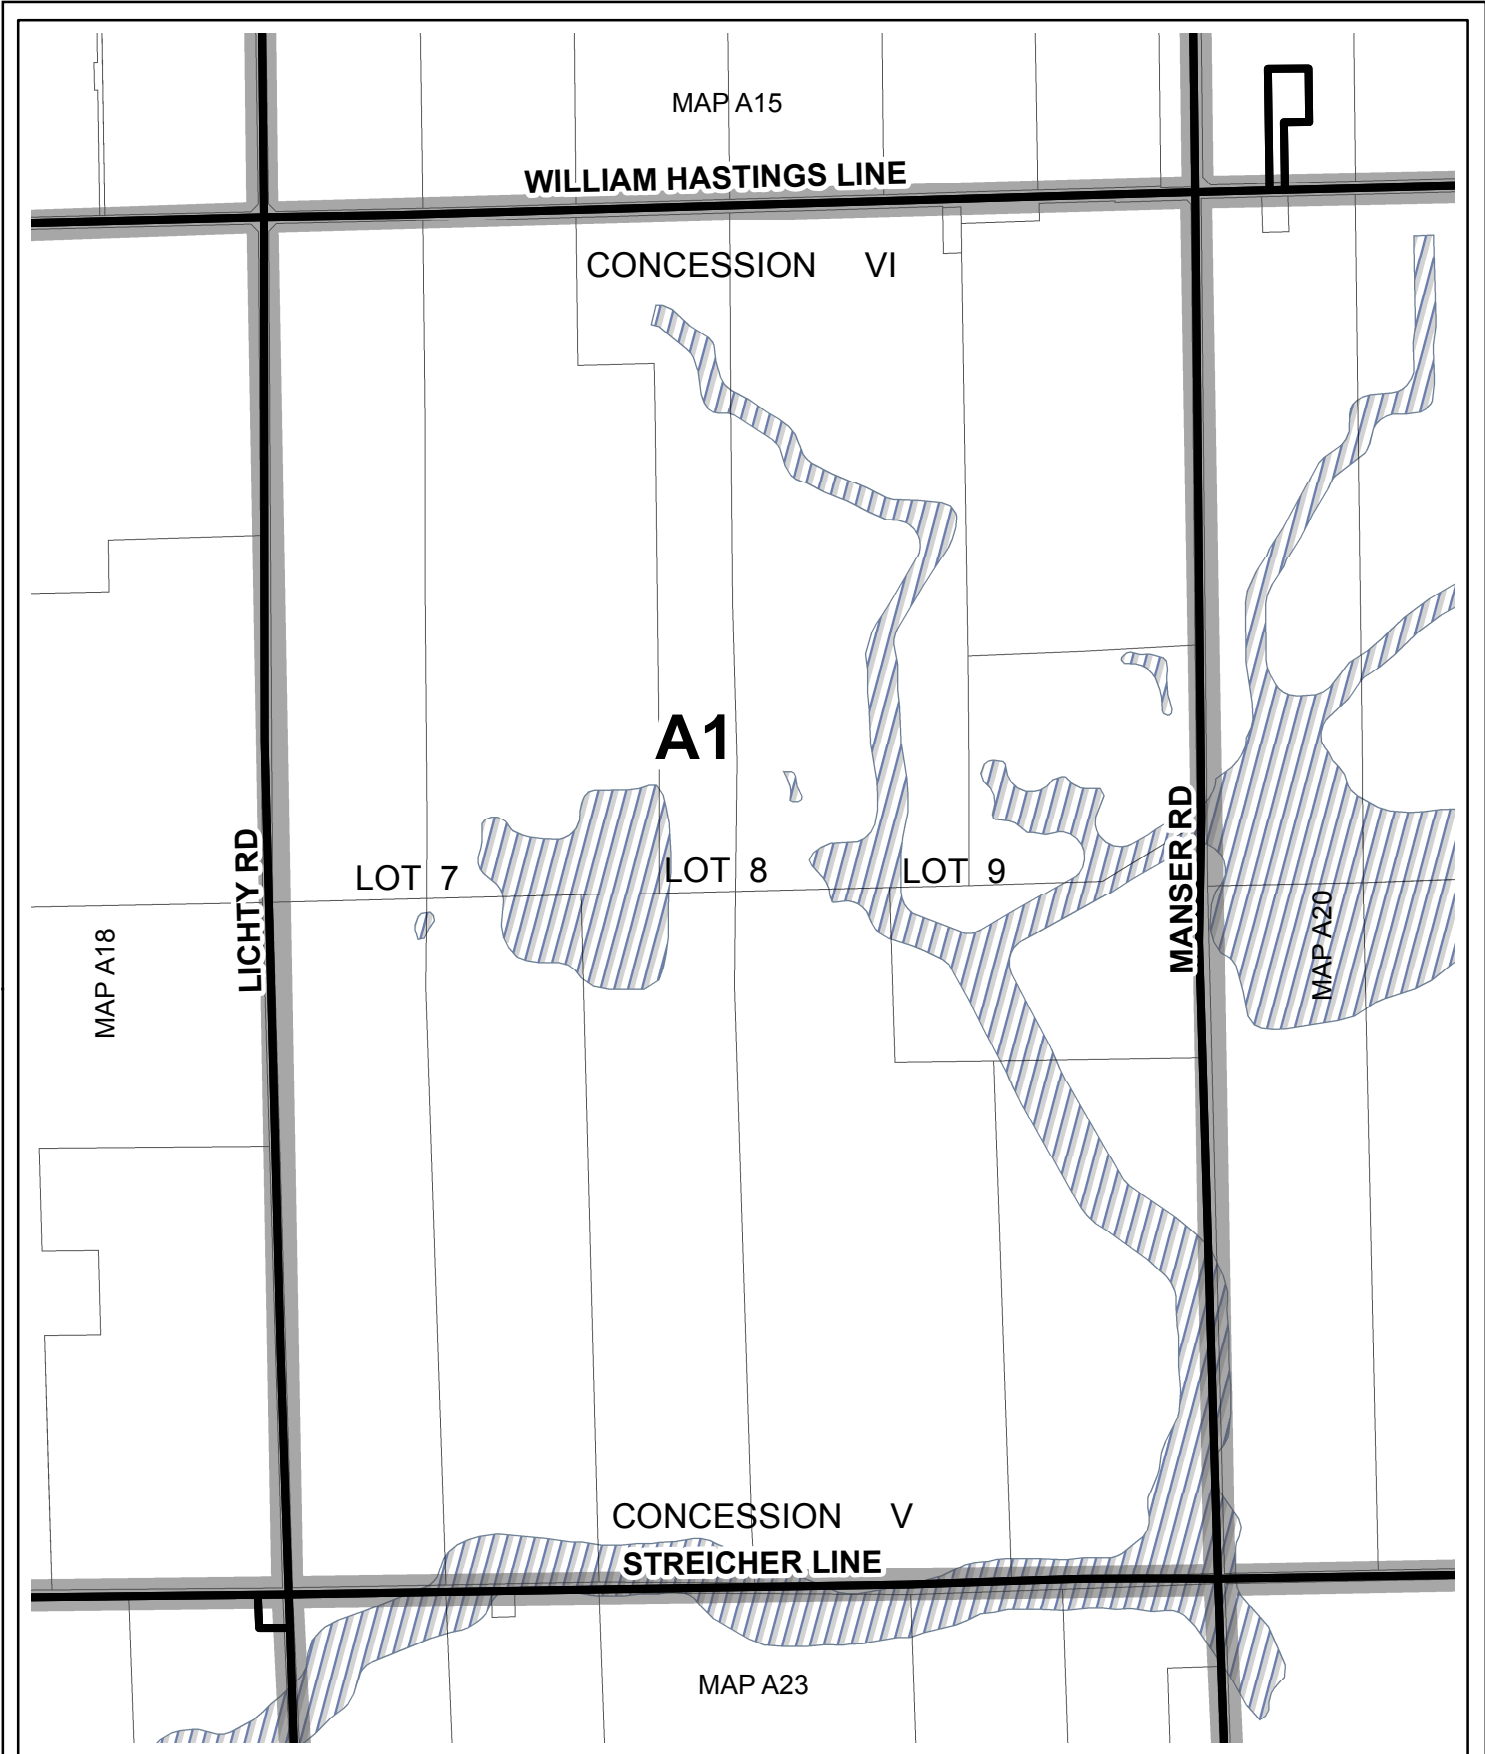 MAP A15
WILLIAM HASTINGS LINE
CONCESSION VI
A1
LICHTY RD
LOT 7
LOT 8
LOT 9
MANSER RD
MAP A18
MAP A20
CONCESSION V
STREICHER LINE
MAP A23